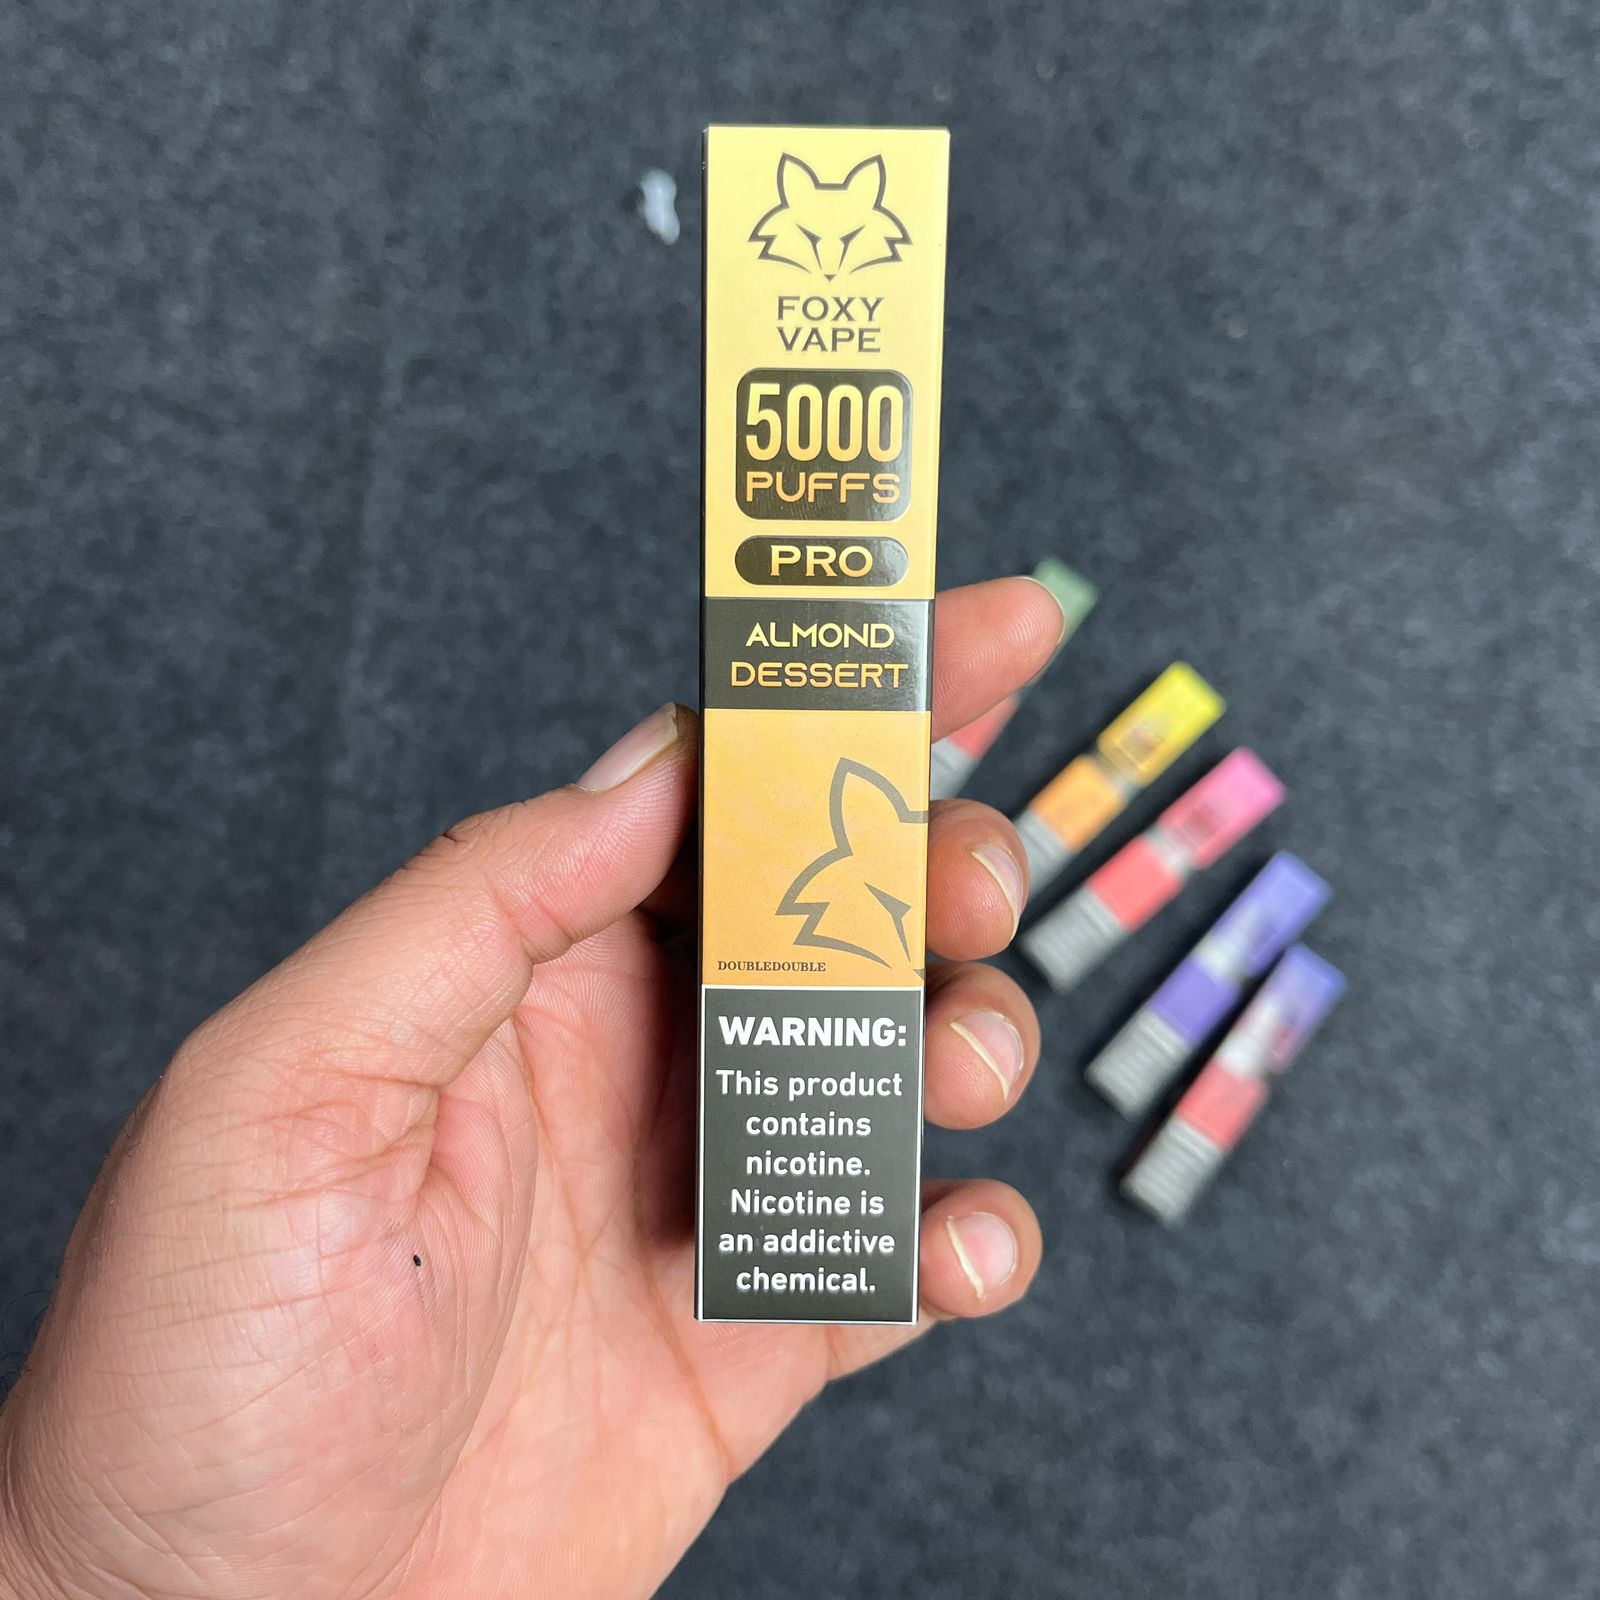 FOXY
VAPE
5000
PUFFS
PRO
ALMOND
DESSERT
DOUBLEDOUBLE
WARNING:
This product
contains
nicotine.
Nicotine is
an addictive
chemical.